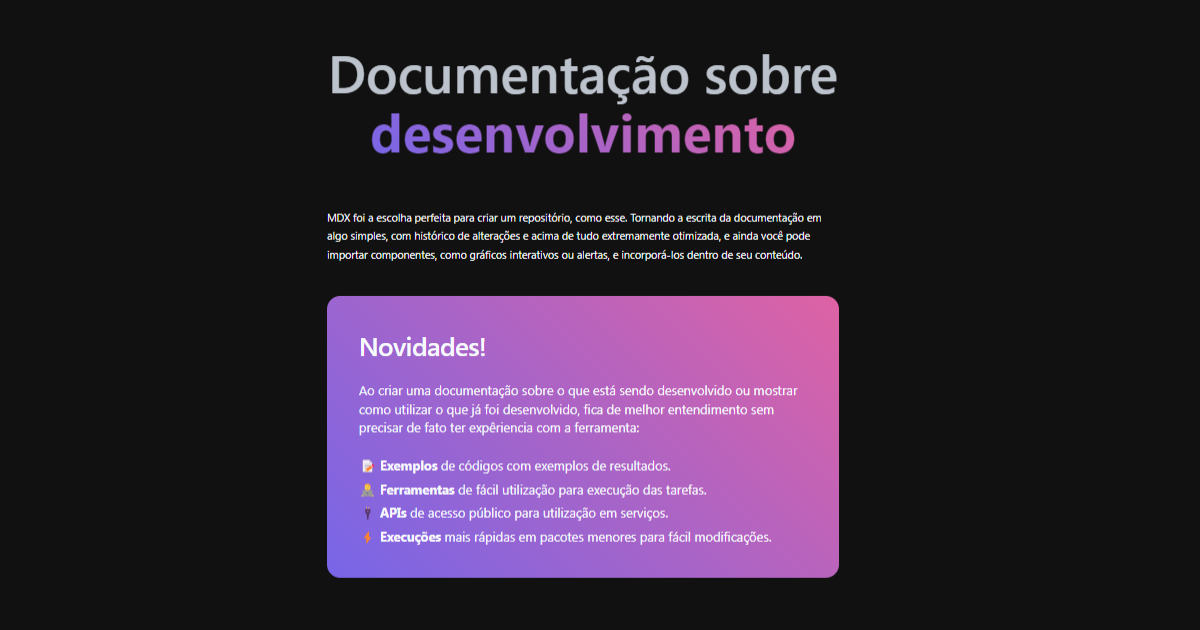 Documentação sobre
desenvolvimento
MDX foi a escolha perfeita para criar um repositório, como esse. Tornando a escrita da documentação em
algo simples, com histórico de alterações e acima de tudo extremamente otimizada, e ainda você pode
importar componentes, como gráficos interativos ou alertas, e incorporá-los dentro de seu conteúdo.
Novidades!
Ao criar uma documentação sobre o que está sendo desenvolvido ou mostrar
como utilizar o que já foi desenvolvido, fica de melhor entendimento sem
precisar de fato ter expêriencia com a ferramenta:
📝 Exemplos de códigos com exemplos de resultados.
Ferramentas de fácil utilização para execução das tarefas.
APIs de acesso público para utilização em serviços.
⚡ Execuções mais rápidas em pacotes menores para fácil modificações.